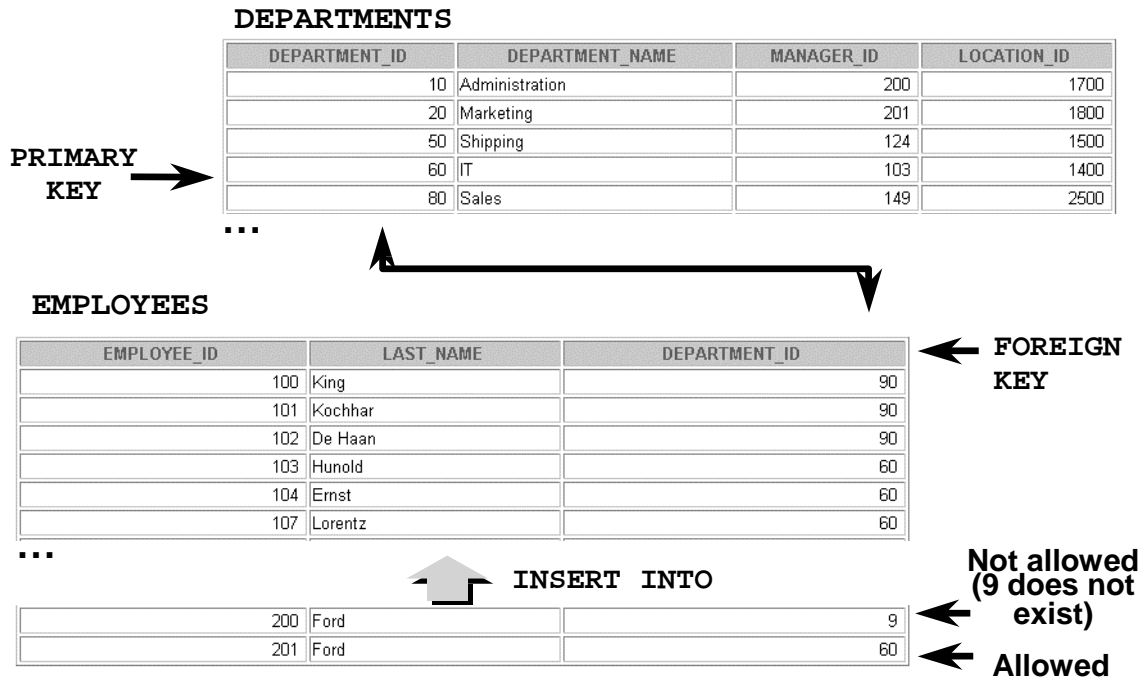 DEPARTMENTS
DEPARTMENT_ID DEPARTMENT_NAME MANAGER_ID LOCATION_ID
10 Administration 200 1700
20 Marketing 201 1800
50 Shipping 124 1500
60 IT 103 1400
80 Sales 149 2500
PRIMARY
KEY
...
EMPLOYEES
EMPLOYEE_ID LAST_NAME DEPARTMENT_ID
100 King 90
101 Kochhar 90
102 De Haan 90
103 Hunold 60
104 Ernst 60
107 Lorentz 60
FOREIGN
KEY
...
INSERT INTO
200 Ford 9
201 Ford 60
Not allowed
(9 does not
exist)
Allowed